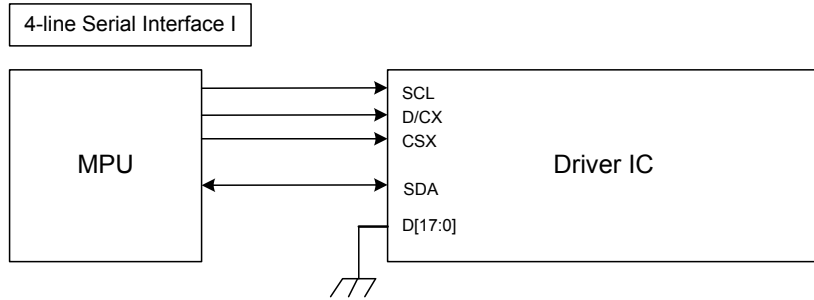 4-line Serial Interface I
MPU
SCL
D/CX
CSX
SDA
D[17:0]
Driver IC